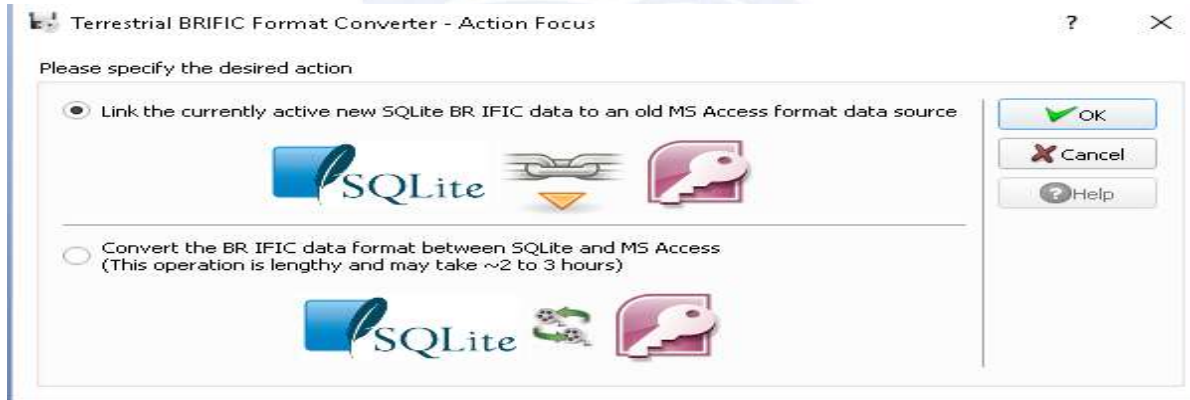 Terrestrial BRIFIC Format Converter - Action Focus
?
Please specify the desired action
Link the currently active new SQLite BR IFIC data to an old MS Access format data source
OK
Cancel
Help
SQLite
Convert the BR IFIC data format between SQLite and MS Access
(This operation is lengthy and may take ~2 to 3 hours)
SQLite